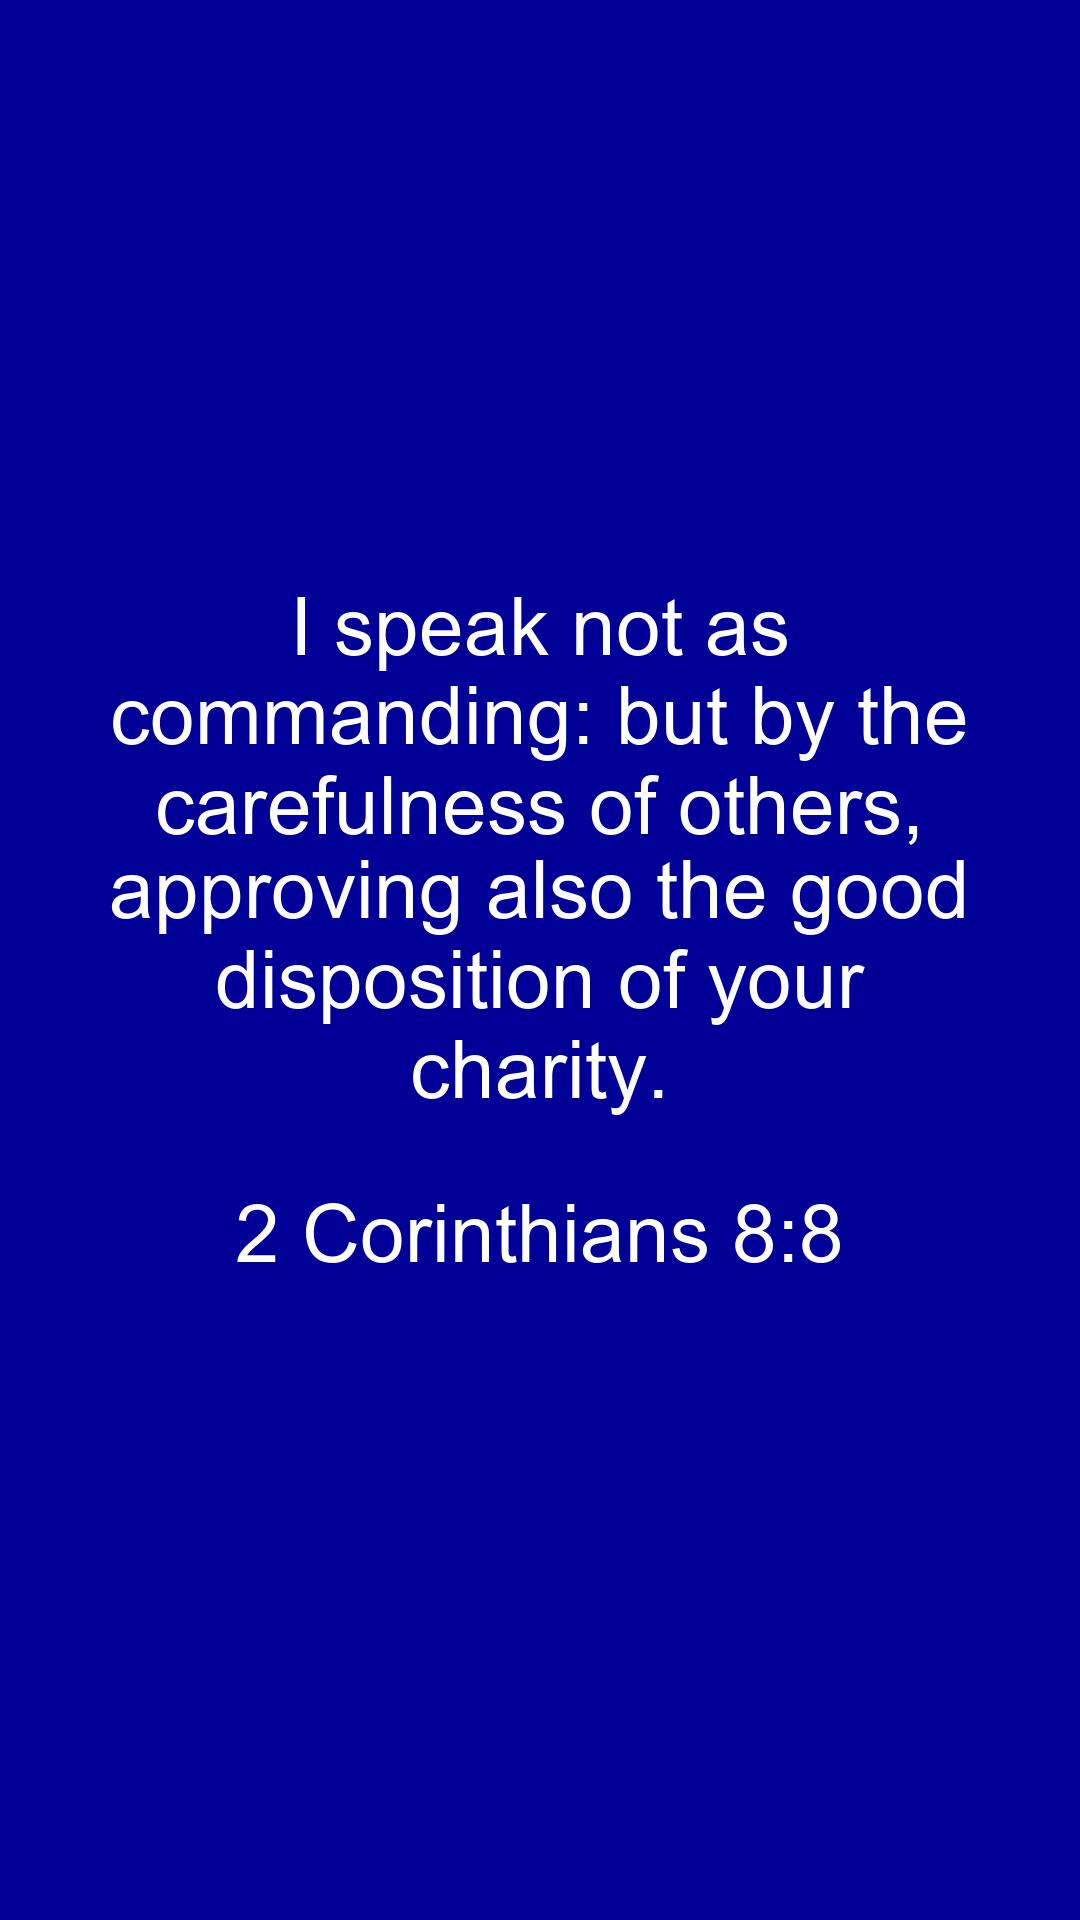 I speak not as
commanding: but by the
carefulness of others,
approving also the good
disposition of your
charity.
2 Corinthians 8:8